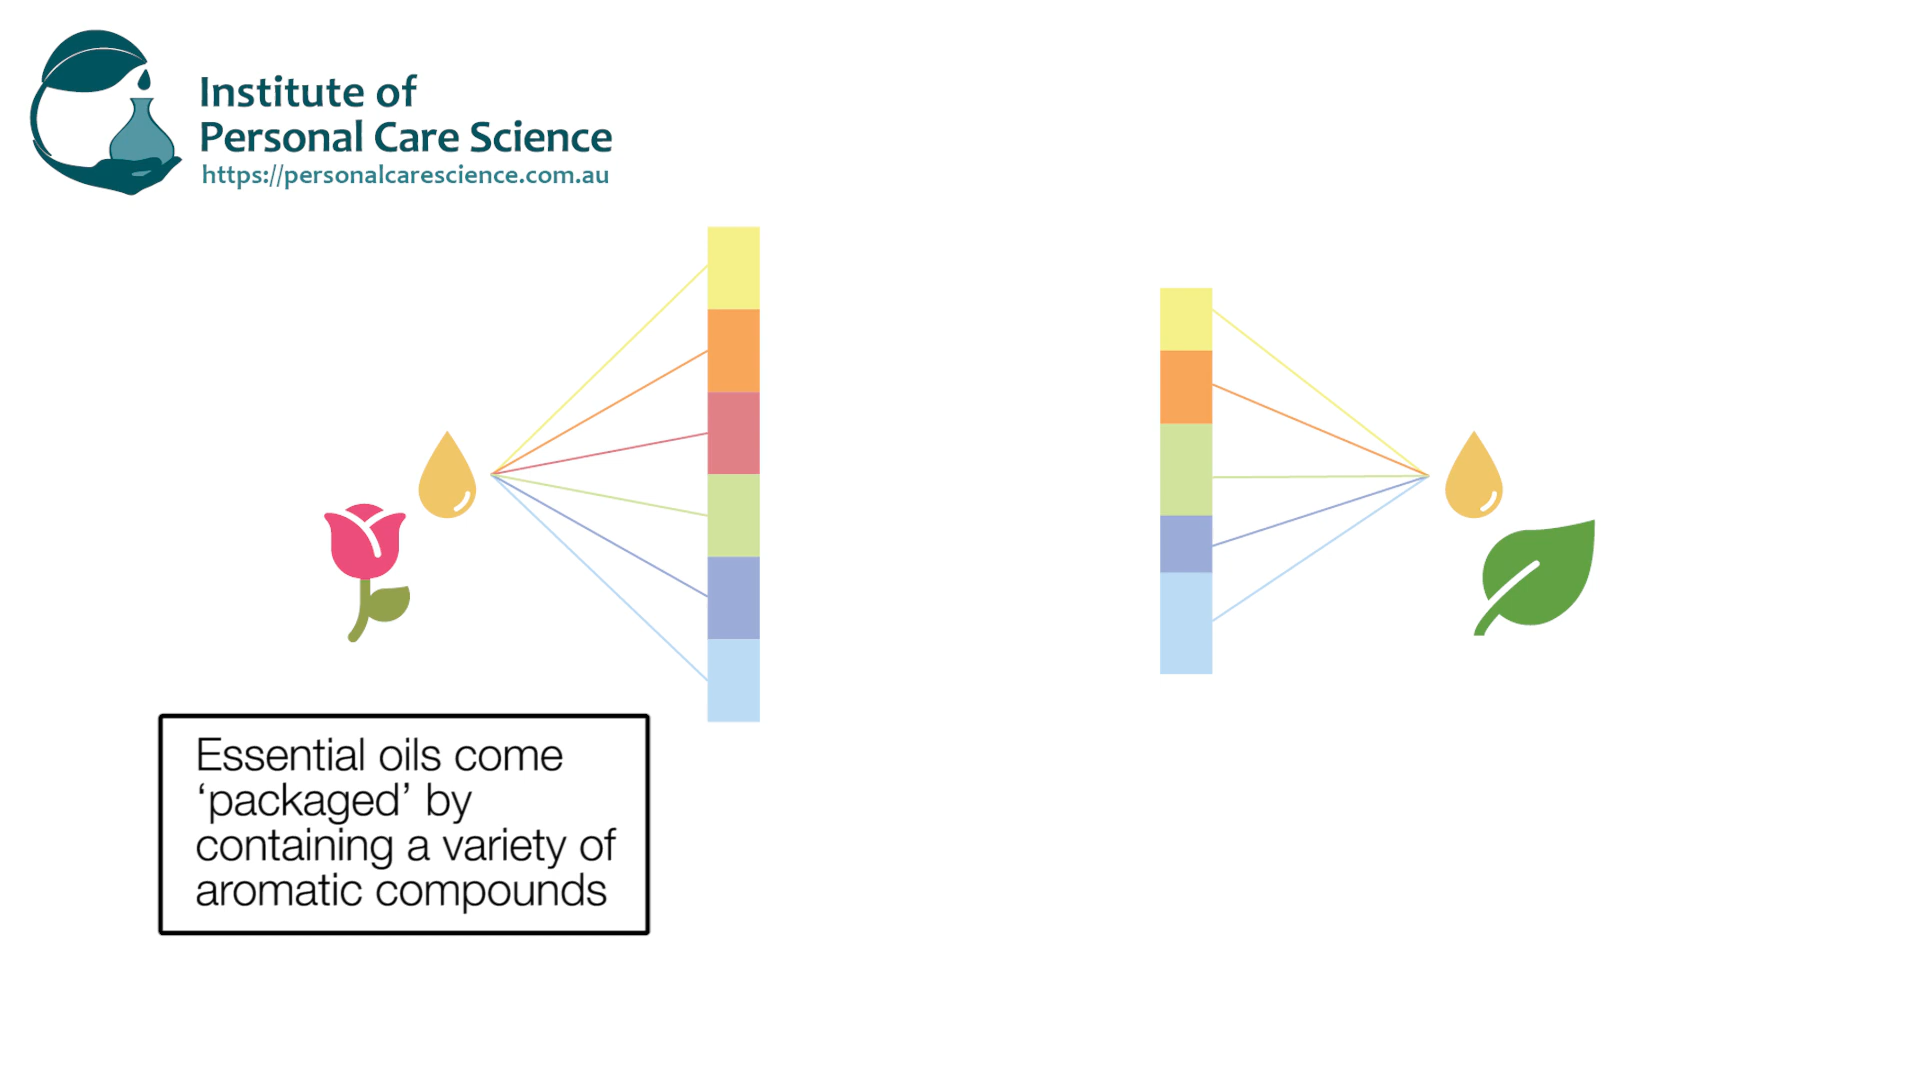 Institute of
Personal Care Science
https://personalcarescience.com.au
Essential oils come
‘packaged’ by
containing a variety of
aromatic compounds